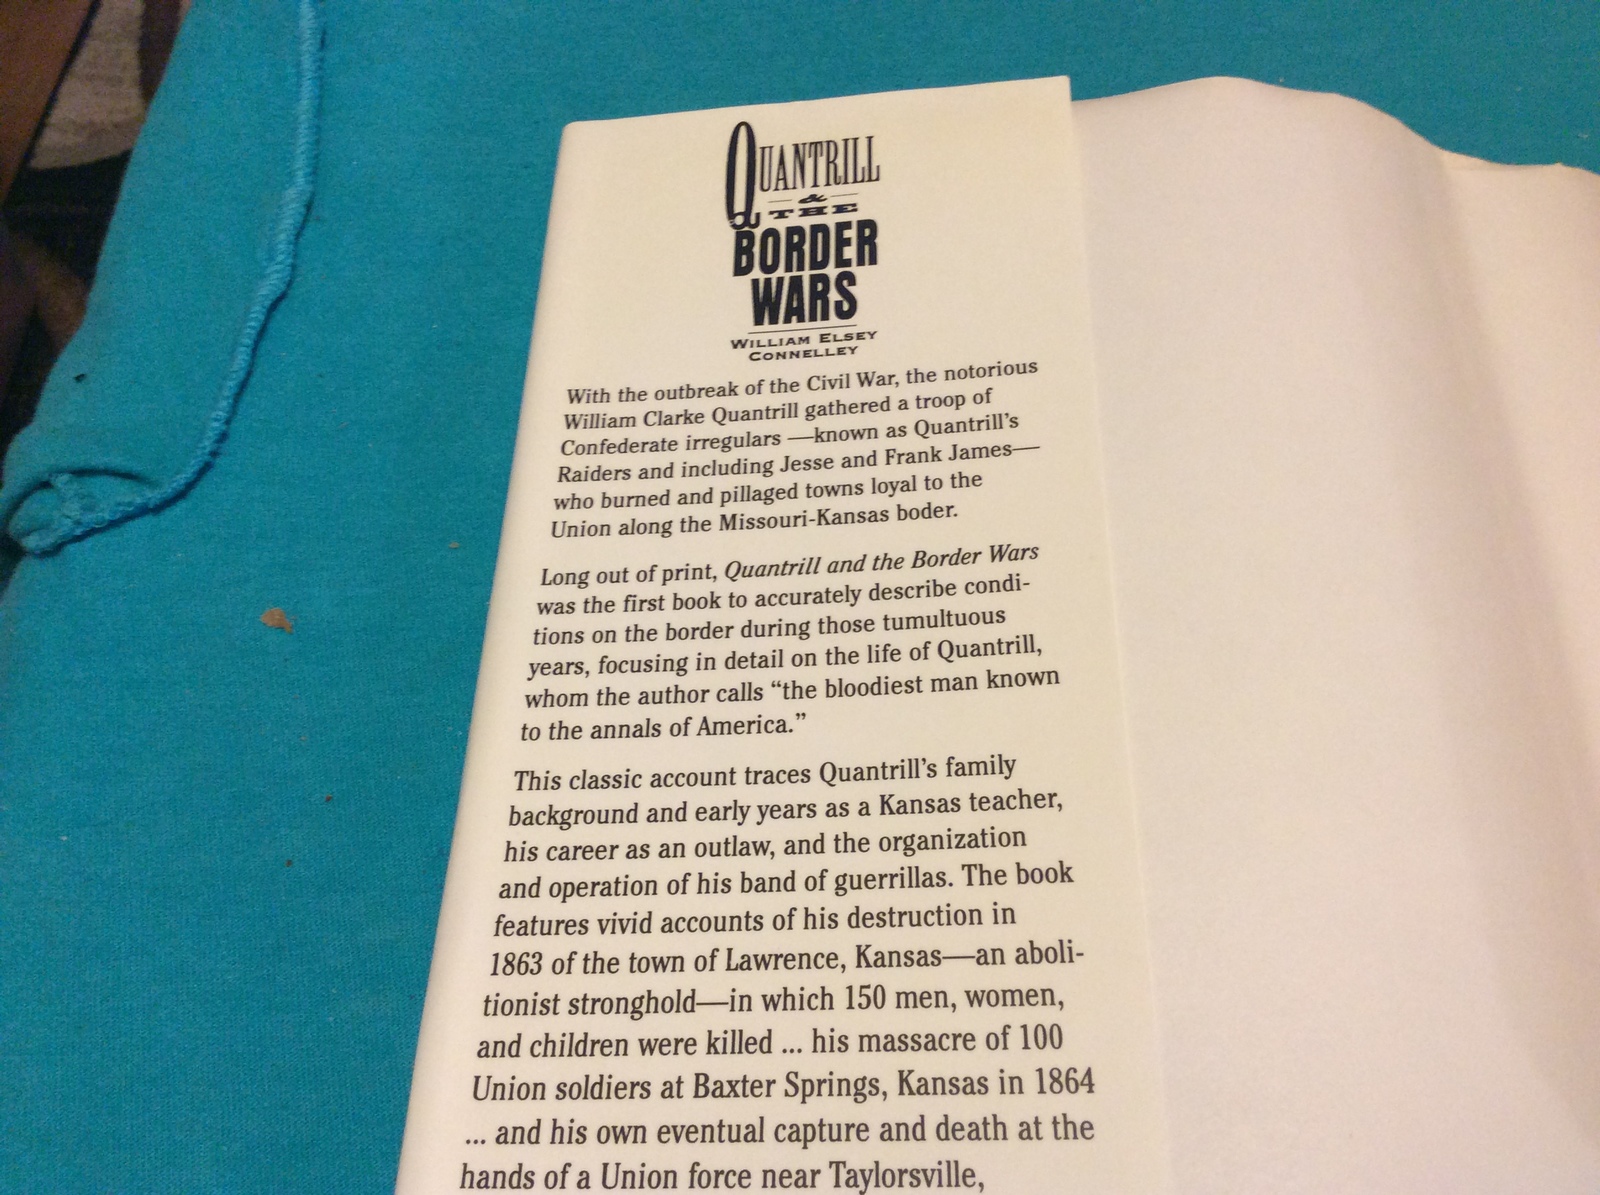 QUANTRILL
&
THE
BORDER
WARS
WILLIAM ELSEY
CONNELLEY
With the outbreak of the Civil War, the notorious
William Clarke Quantrill gathered a troop of
Confederate irregulars —known as Quantrill's
Raiders and including Jesse and Frank James—
who burned and pillaged towns loyal to the
Union along the Missouri-Kansas boder.
Long out of print, Quantrill and the Border Wars
was the first book to accurately describe condi-
tions on the border during those tumultuous
years, focusing in detail on the life of Quantrill,
whom the author calls “the bloodiest man known
to the annals of America.”
This classic account traces Quantrill's family
background and early years as a Kansas teacher,
his career as an outlaw, and the organization
and operation of his band of guerrillas. The book
features vivid accounts of his destruction in
1863 of the town of Lawrence, Kansas—an aboli-
tionist stronghold—in which 150 men, women,
and children were killed ... his massacre of 100
Union soldiers at Baxter Springs, Kansas in 1864
... and his own eventual capture and death at the
hands of a Union force near Taylorsville,